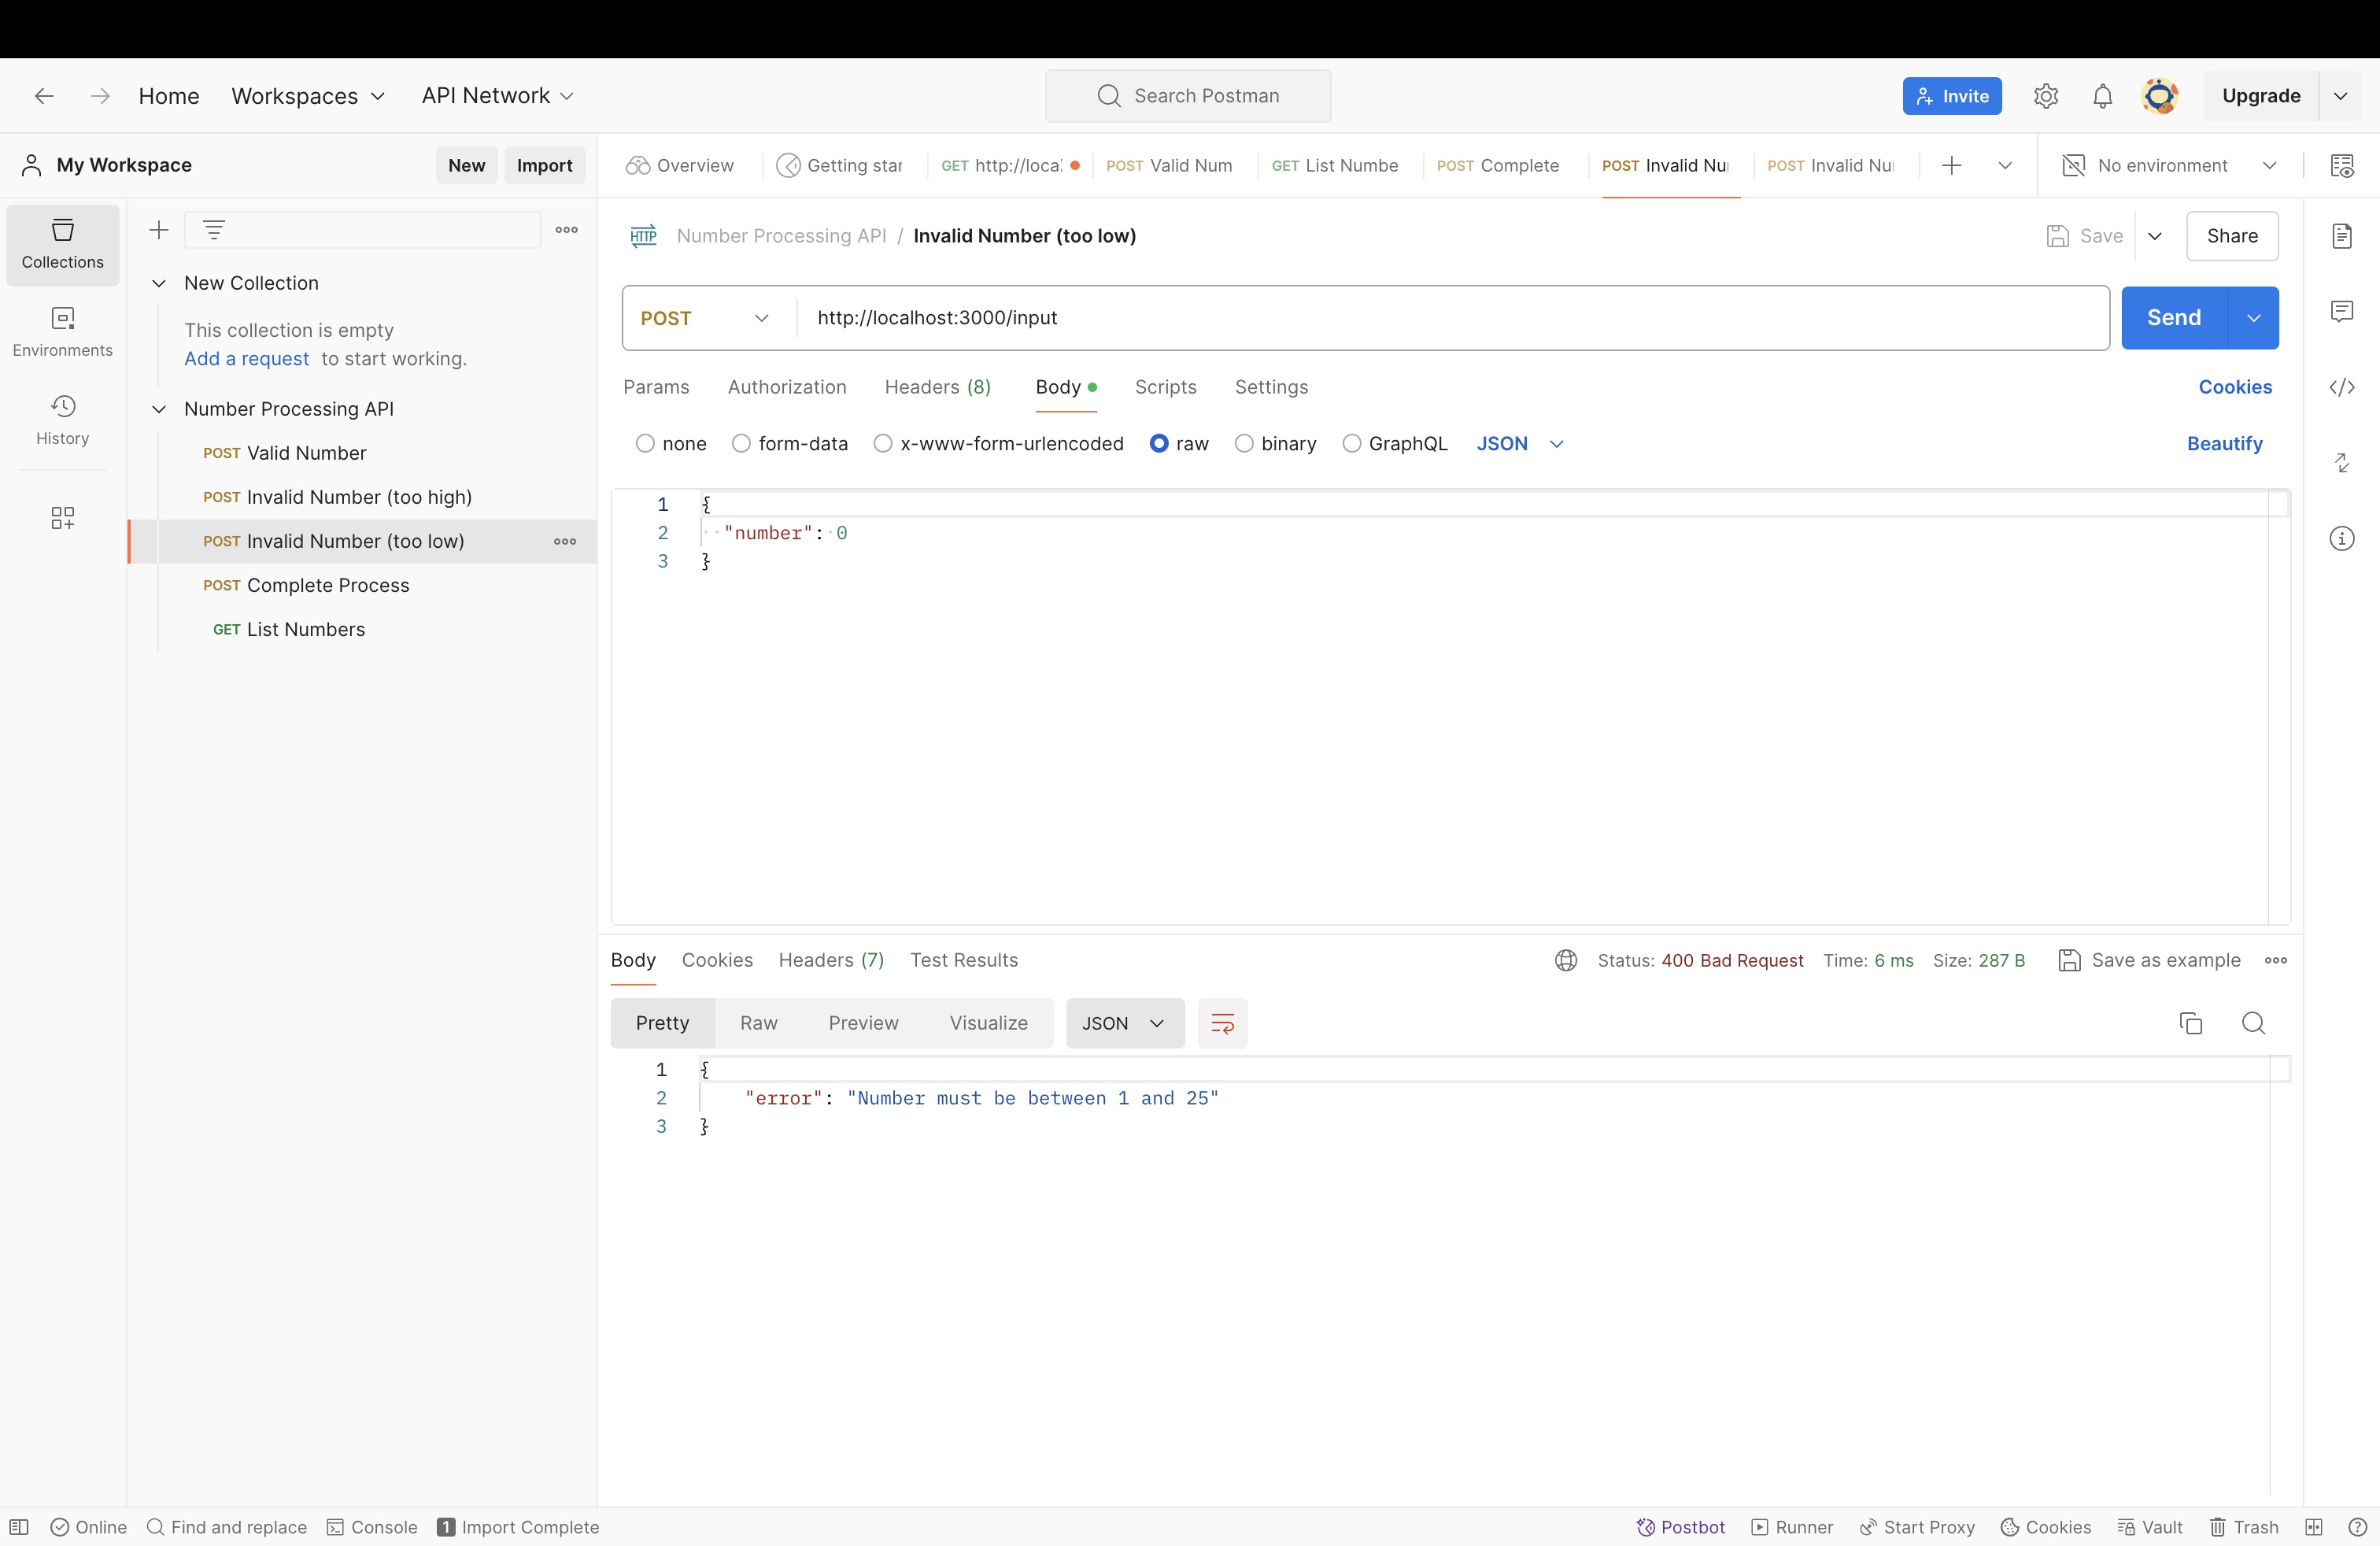 Home Workspaces API Network Search Postman Invite Upgrade
My Workspace New Import Overview Getting star GET http://local POST Valid Num GET List Numbe POST Complete POST Invalid Nu POST Invalid Nu No environment
Collections
Environments
History
New Collection
This collection is empty
Add a request to start working.
Number Processing API
POST Valid Number
POST Invalid Number (too high)
POST Invalid Number (too low)
POST Complete Process
GET List Numbers
HTTP Number Processing API / Invalid Number (too low) Save Share
POST http://localhost:3000/input Send
Params Authorization Headers (8) Body Scripts Settings Cookies
none form-data x-www-form-urlencoded raw binary GraphQL JSON Beautify
1 {
2 "number": 0
3 }
Body Cookies Headers (7) Test Results Status: 400 Bad Request Time: 6 ms Size: 287 B Save as example
Pretty Raw Preview Visualize JSON
1 {
2 "error": "Number must be between 1 and 25"
3 }
Online Find and replace Console 1 Import Complete Postbot Runner Start Proxy Cookies Vault Trash